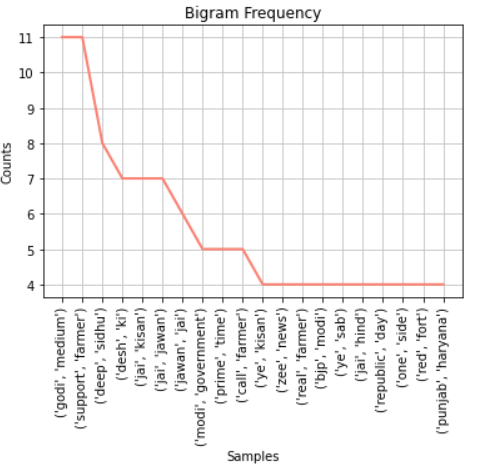 Bigram Frequency
11
10
9
8
7
6
5
4
Counts
('godi', 'medium')
('support', 'farmer')
('deep', 'sidhu')
('desh', 'ki')
('jai', 'kisan')
('jai', 'jawan')
('jawan', 'jai')
('modi', 'government')
('prime', 'time')
('call', 'farmer')
('ye', 'kisan')
('zee', 'news')
('real', 'farmer')
('bjp', 'modi')
('ye', 'sab')
('jai', 'hind')
('republic', 'day')
('one', 'side')
('red', 'fort')
('punjab', 'haryana')
Samples